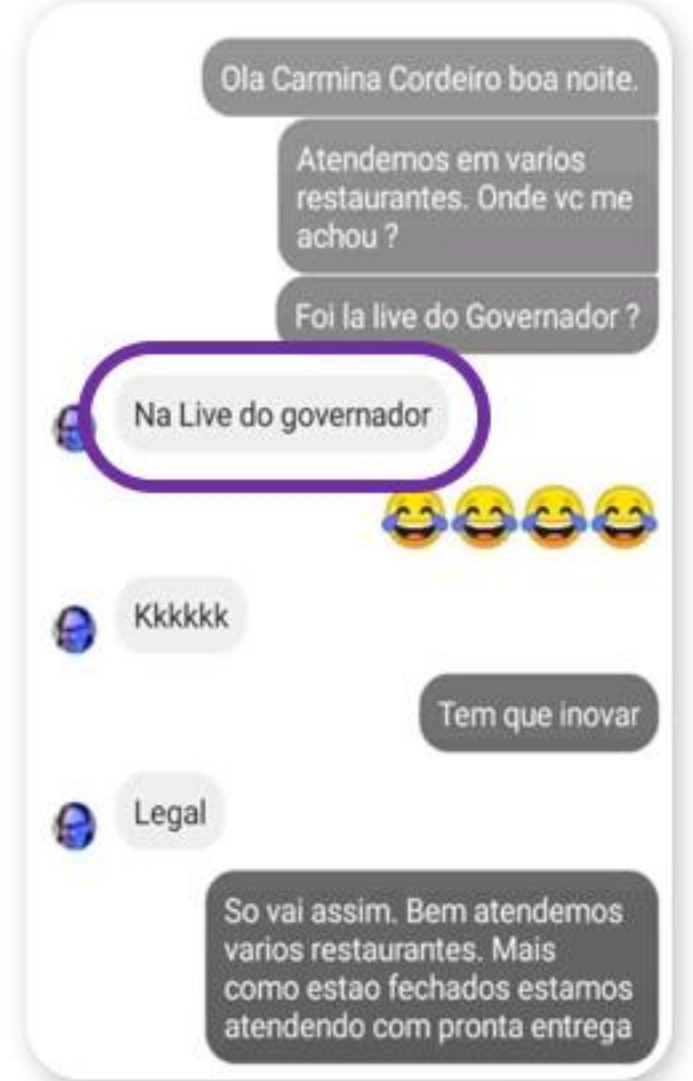 Ola Carmina Cordeiro boa noite.
Atendemos em varios
restaurantes. Onde vc me
achou ?
Foi la live do Governador ?
Na Live do governador
😂😂😂😂
Kkkkkk
Tem que inovar
Legal
So vai assim. Bem atendemos
varios restaurantes. Mais
como estao fechados estamos
atendendo com pronta entrega